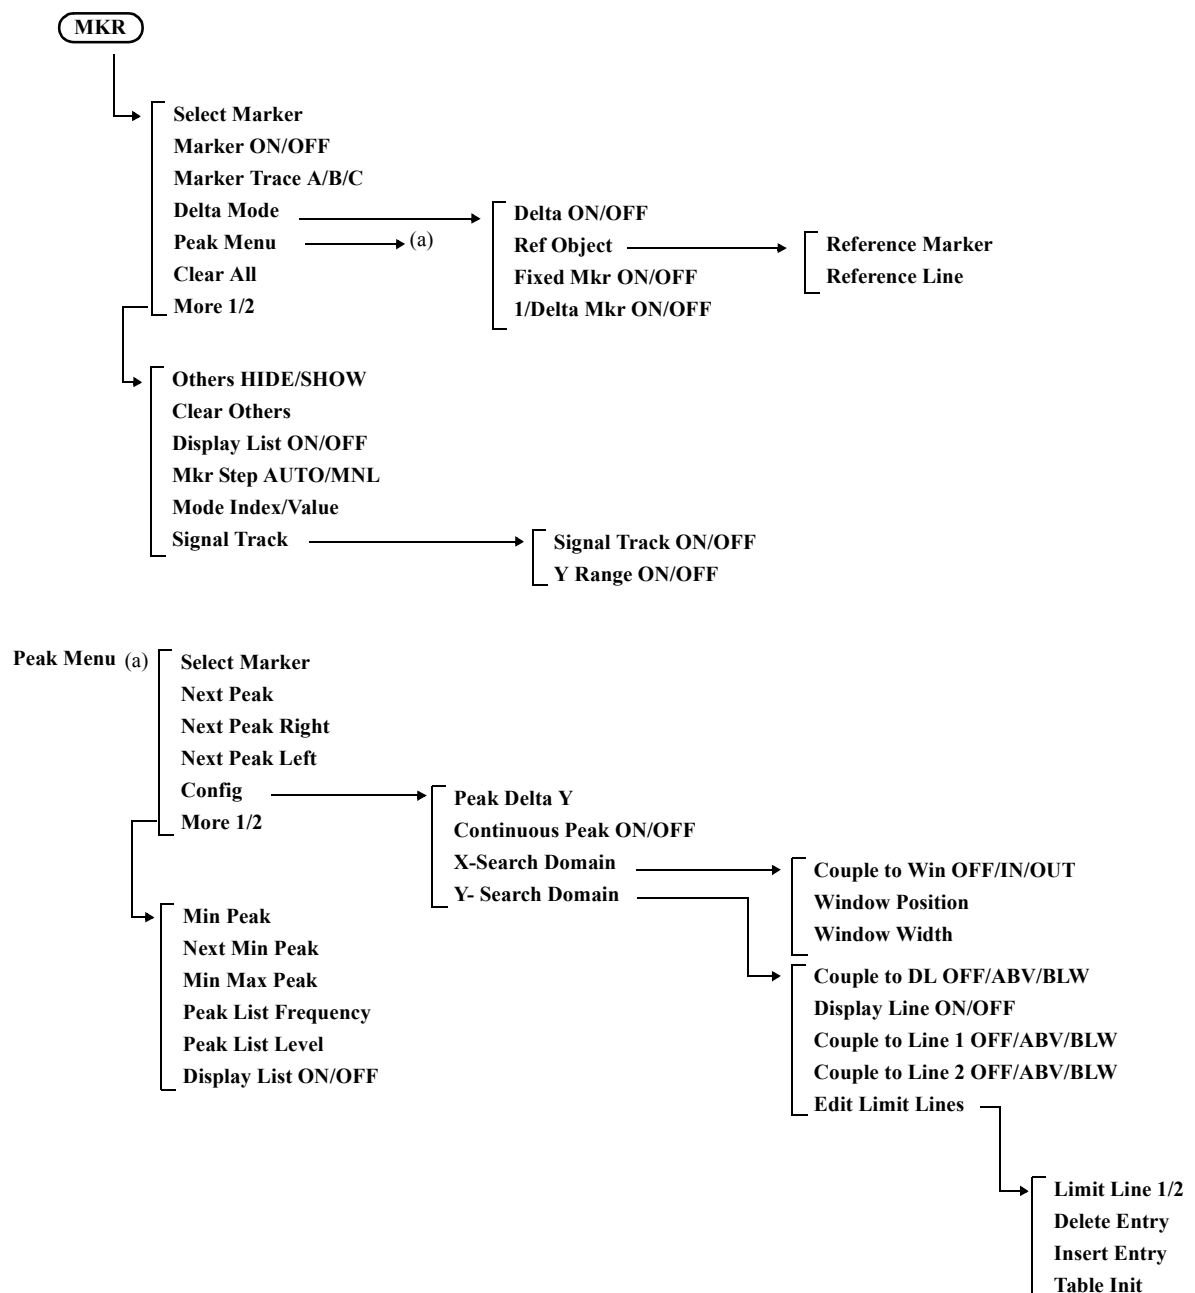 MKR
Select Marker
Marker ON/OFF
Marker Trace A/B/C
Delta Mode
Peak Menu
(a)
Clear All
More 1/2
Delta ON/OFF
Ref Object
Fixed Mkr ON/OFF
1/Delta Mkr ON/OFF
Reference Marker
Reference Line
Others HIDE/SHOW
Clear Others
Display List ON/OFF
Mkr Step AUTO/MNL
Mode Index/Value
Signal Track
Signal Track ON/OFF
Y Range ON/OFF
Peak Menu (a)
Select Marker
Next Peak
Next Peak Right
Next Peak Left
Config
More 1/2
Peak Delta Y
Continuous Peak ON/OFF
X-Search Domain
Y- Search Domain
Couple to Win OFF/IN/OUT
Window Position
Window Width
Min Peak
Next Min Peak
Min Max Peak
Peak List Frequency
Peak List Level
Display List ON/OFF
Couple to DL OFF/ABV/BLW
Display Line ON/OFF
Couple to Line 1 OFF/ABV/BLW
Couple to Line 2 OFF/ABV/BLW
Edit Limit Lines
Limit Line 1/2
Delete Entry
Insert Entry
Table Init